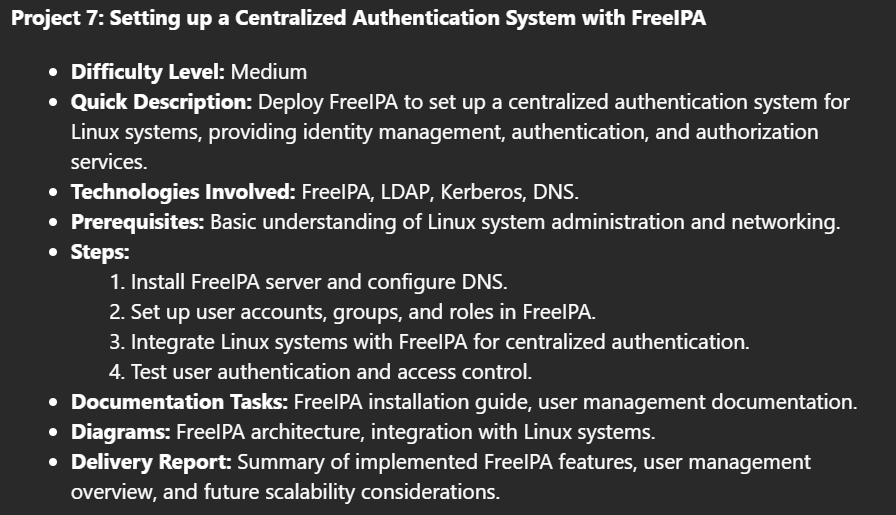 Project 7: Setting up a Centralized Authentication System with FreeIPA
• Difficulty Level: Medium
• Quick Description: Deploy FreeIPA to set up a centralized authentication system for
Linux systems, providing identity management, authentication, and authorization
services.
• Technologies Involved: FreeIPA, LDAP, Kerberos, DNS.
• Prerequisites: Basic understanding of Linux system administration and networking.
• Steps:
1. Install FreeIPA server and configure DNS.
2. Set up user accounts, groups, and roles in FreeIPA.
3. Integrate Linux systems with FreeIPA for centralized authentication.
4. Test user authentication and access control.
• Documentation Tasks: FreeIPA installation guide, user management documentation.
• Diagrams: FreeIPA architecture, integration with Linux systems.
• Delivery Report: Summary of implemented FreeIPA features, user management
overview, and future scalability considerations.